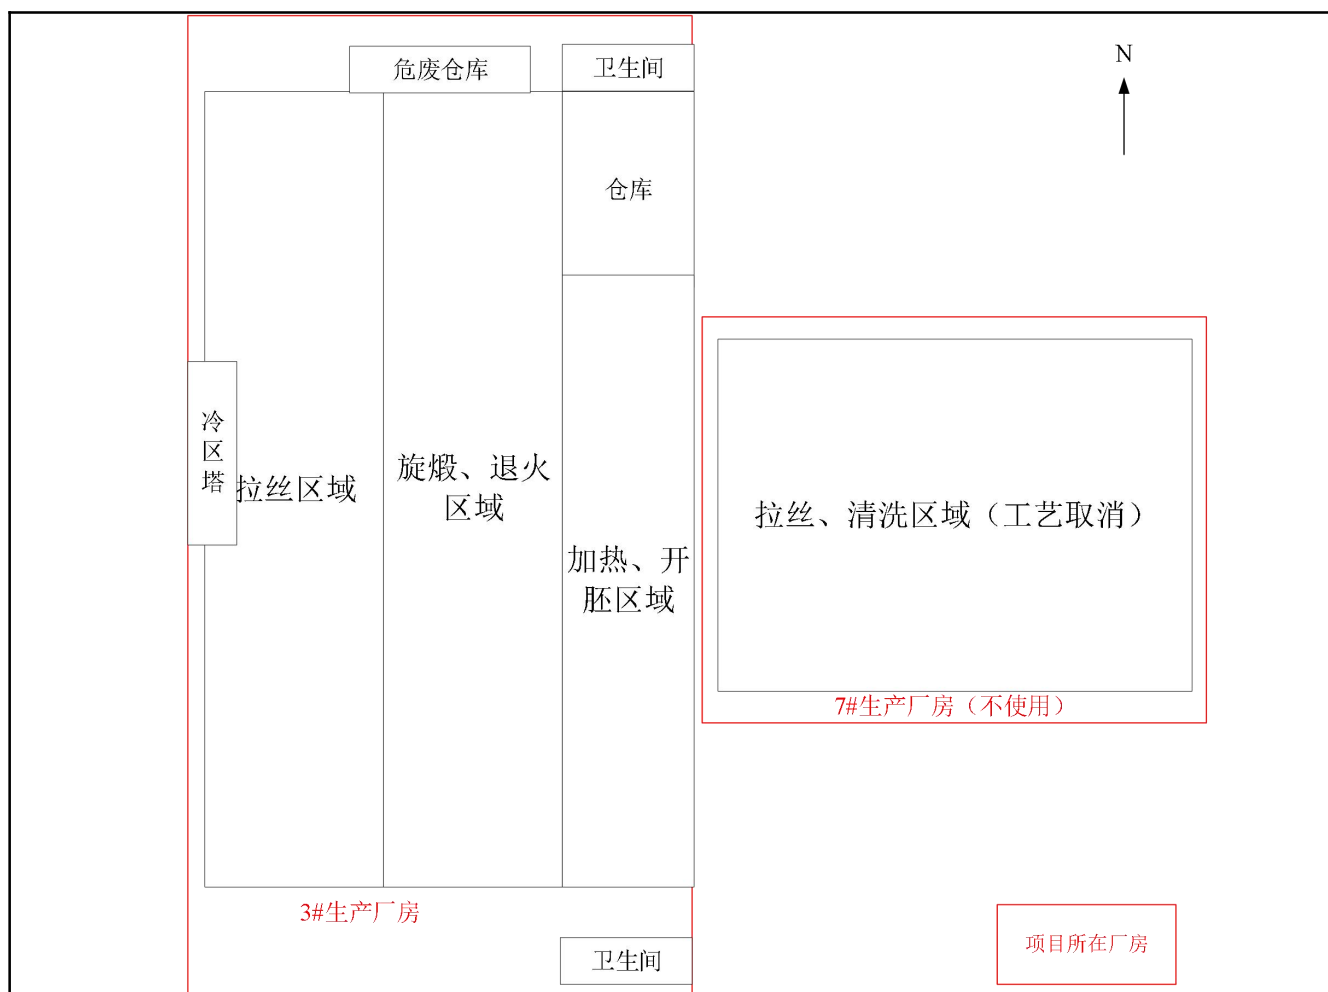 危废仓库
卫生间
N
仓库
冷
区
塔
拉丝区域
旋煅、退火
区域
加热、开
胚区域
拉丝、清洗区域（工艺取消）
7#生产厂房（不使用）
3#生产厂房
卫生间
项目所在厂房